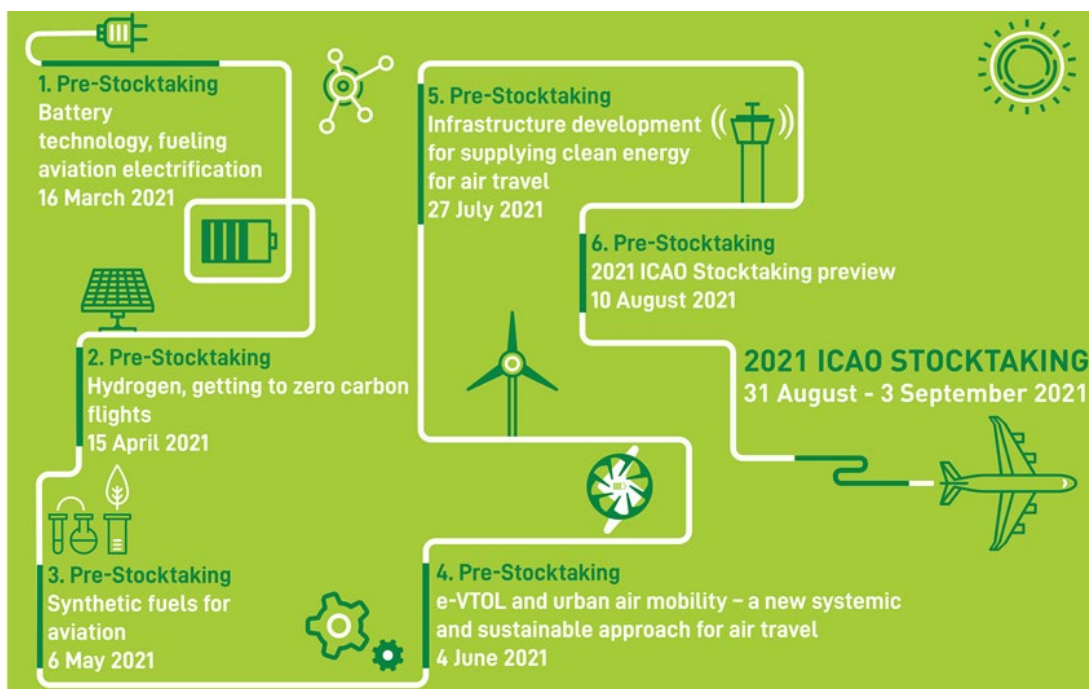 1. Pre-Stocktaking
Battery
technology, fueling
aviation electrification
16 March 2021
2. Pre-Stocktaking
Hydrogen, getting to zero carbon
flights
15 April 2021
3. Pre-Stocktaking
Synthetic fuels for
aviation
6 May 2021
4. Pre-Stocktaking
e-VTOL and urban air mobility – a new systemic
and sustainable approach for air travel
4 June 2021
5. Pre-Stocktaking
Infrastructure development
for supplying clean energy
for air travel
27 July 2021
6. Pre-Stocktaking
2021 ICAO Stocktaking preview
10 August 2021
2021 ICAO STOCKTAKING
31 August - 3 September 2021